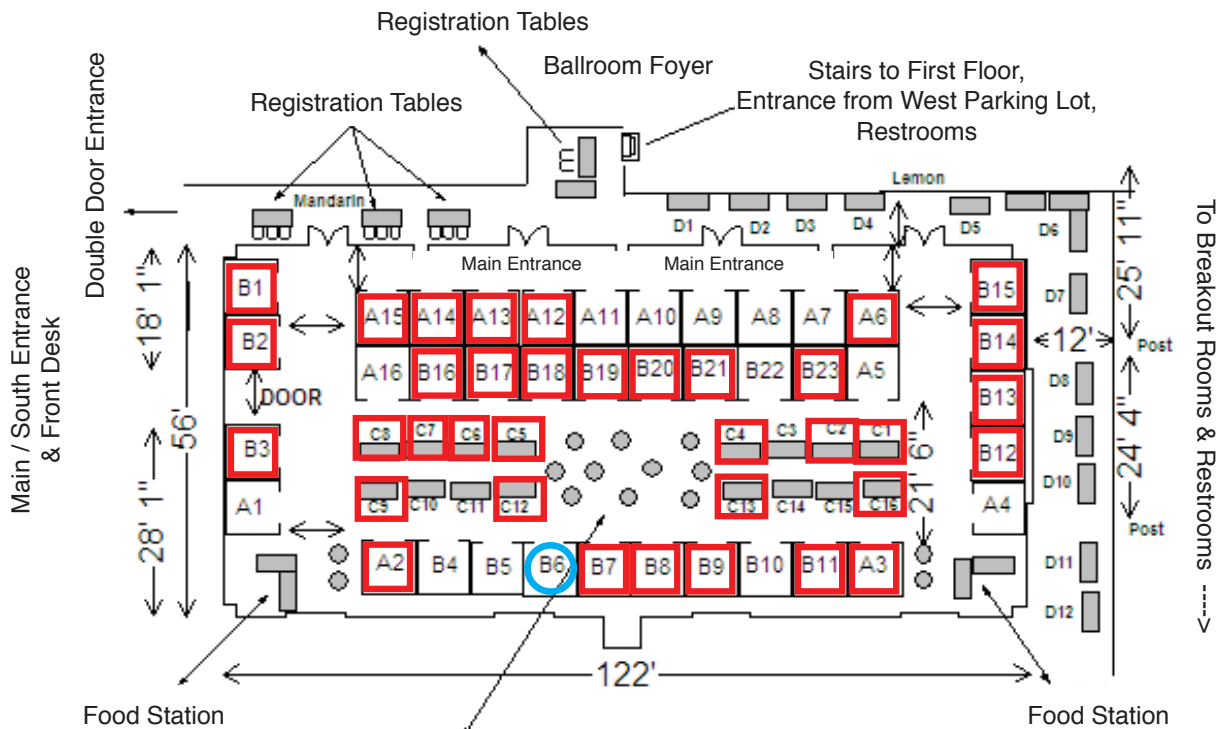 Registration Tables
Ballroom Foyer
Stairs to First Floor,
Entrance from West Parking Lot,
Restrooms
Registration Tables
Double Door Entrance
Main / South Entrance
& Front Desk
Mandarin
Lemon
D1 D2 D3 D4 D5 D6
Main Entrance Main Entrance
18' 1"
56'
28' 1"
25' 11"
12'
Post
24' 4"
Post
21' 6"
To Breakout Rooms & Restrooms ---->
B1 B15 D7
A15 A14 A13 A12 A11 A10 A9 A8 A7 A6
B2 B14
A16 B16 B17 B18 B19 B20 B21 B22 B23 A5
DOOR
B13 D8
C8 C7 C6 C5 C4 C3 C2 C1
B3 B12 D9
D10
C9 C10 C11 C12 C13 C14 C15 C16
A1 A4
A2 B4 B5 B6 B7 B8 B9 B10 B11 A3
D11
D12
122'
Food Station
Food Station